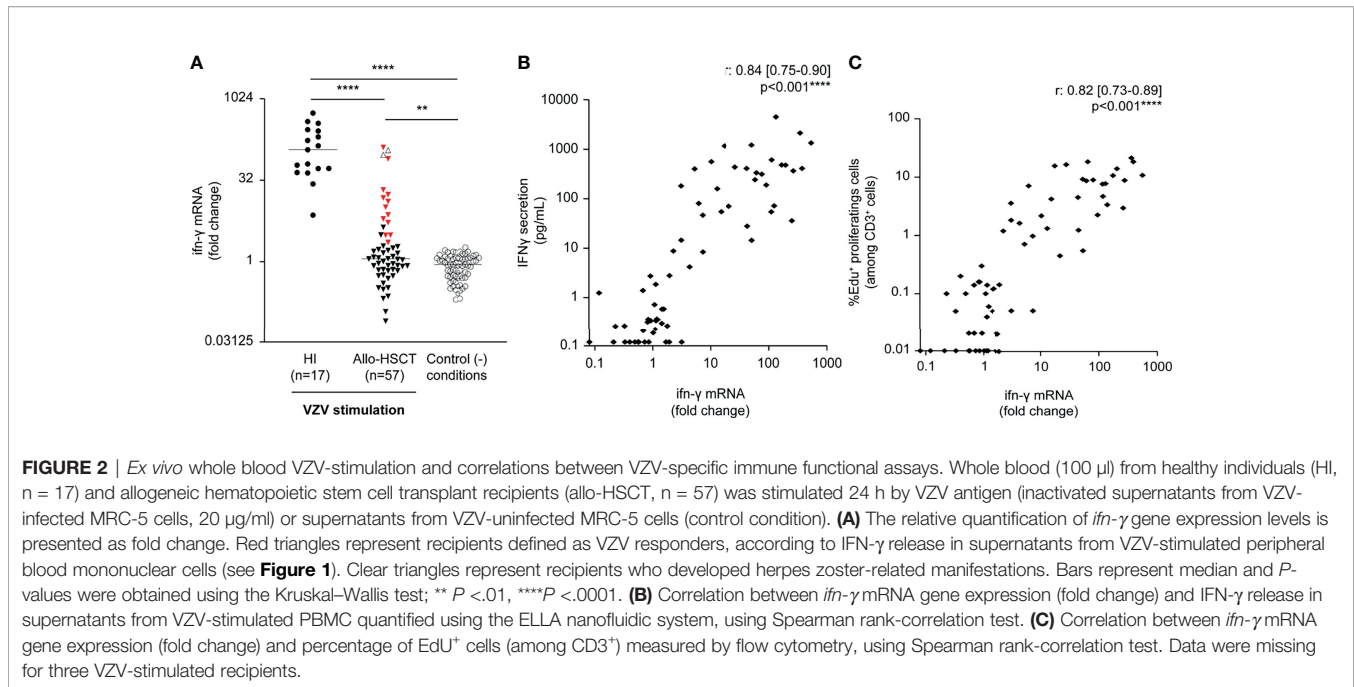 A
****
****
**
1024
32
1
0.03125
ifn-γ mRNA
(fold change)
HI
(n=17)
Allo-HSCT
(n=57)
Control (-)
conditions
VZV stimulation
B
r: 0.84 [0.75-0.90]
p<0.001****
10000
1000
100
10
1
0.1
IFNγ secretion
(pg/mL)
0.1 1 10 100 1000
ifn-γ mRNA
(fold change)
C
r: 0.82 [0.73-0.89]
p<0.001****
100
10
1
0.1
0.01
%Edu⁺ proliferatings cells
(among CD3⁺ cells)
0.1 1 10 100 1000
ifn-γ mRNA
(fold change)
FIGURE 2 | Ex vivo whole blood VZV-stimulation and correlations between VZV-specific immune functional assays. Whole blood (100 µl) from healthy individuals (HI,
n = 17) and allogeneic hematopoietic stem cell transplant recipients (allo-HSCT, n = 57) was stimulated 24 h by VZV antigen (inactivated supernatants from VZV-
infected MRC-5 cells, 20 µg/ml) or supernatants from VZV-uninfected MRC-5 cells (control condition). (A) The relative quantification of ifn-γ gene expression levels is
presented as fold change. Red triangles represent recipients defined as VZV responders, according to IFN-γ release in supernatants from VZV-stimulated peripheral
blood mononuclear cells (see Figure 1). Clear triangles represent recipients who developed herpes zoster-related manifestations. Bars represent median and P-
values were obtained using the Kruskal–Wallis test; ** P <.01, ****P <.0001. (B) Correlation between ifn-γ mRNA gene expression (fold change) and IFN-γ release in
supernatants from VZV-stimulated PBMC quantified using the ELLA nanofluidic system, using Spearman rank-correlation test. (C) Correlation between ifn-γ mRNA
gene expression (fold change) and percentage of EdU⁺ cells (among CD3⁺) measured by flow cytometry, using Spearman rank-correlation test. Data were missing
for three VZV-stimulated recipients.